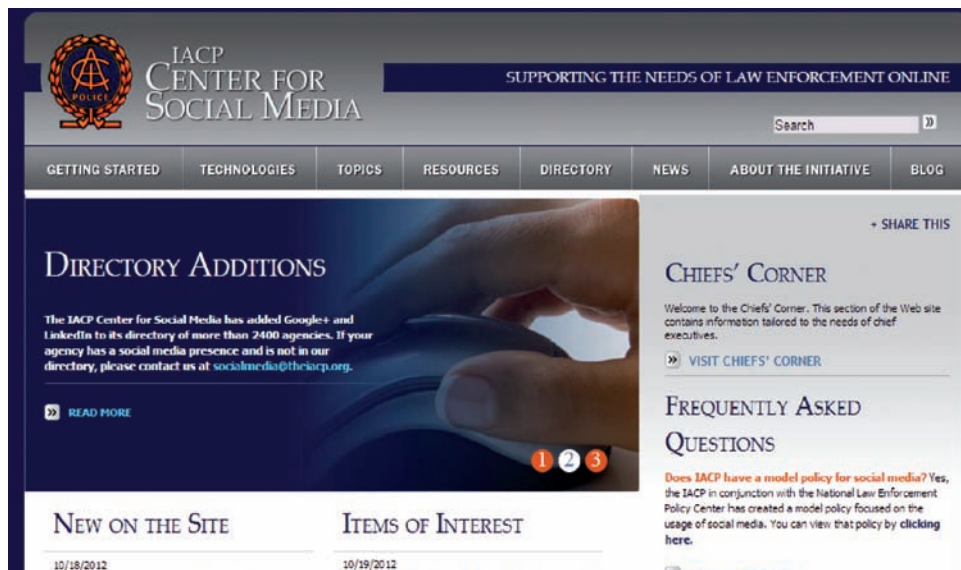 IACP
CENTER FOR
SOCIAL MEDIA
POLICE
SUPPORTING THE NEEDS OF LAW ENFORCEMENT ONLINE
Search
GETTING STARTED TECHNOLOGIES TOPICS RESOURCES DIRECTORY NEWS ABOUT THE INITIATIVE BLOG
DIRECTORY ADDITIONS
The IACP Center for Social Media has added Google+ and
LinkedIn to its directory of more than 2400 agencies. If your
agency has a social media presence and is not in our
directory, please contact us at socialmedia@theiacp.org.
» READ MORE
1 2 3
+ SHARE THIS
CHIEFS' CORNER
Welcome to the Chiefs' Corner. This section of the Web site
contains information tailored to the needs of chief
executives.
» VISIT CHIEFS' CORNER
FREQUENTLY ASKED
QUESTIONS
Does IACP have a model policy for social media? Yes,
the IACP in conjunction with the National Law Enforcement
Policy Center has created a model policy focused on the
usage of social media. You can view that policy by clicking
here.
NEW ON THE SITE
10/18/2012
ITEMS OF INTEREST
10/19/2012